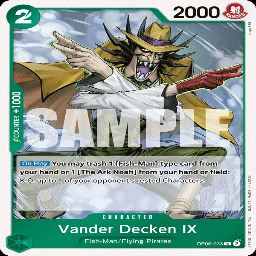 2
2000
COUNTER +1000
SAMPLE
On Play You may trash 1 {Fish-Man} type card from
your hand or 1 [The Ark Noah] from your hand or field:
K.O. up to 1 of your opponent's rested Characters.
CHARACTER
Vander Decken IX
Fish-Man/Flying Pirates